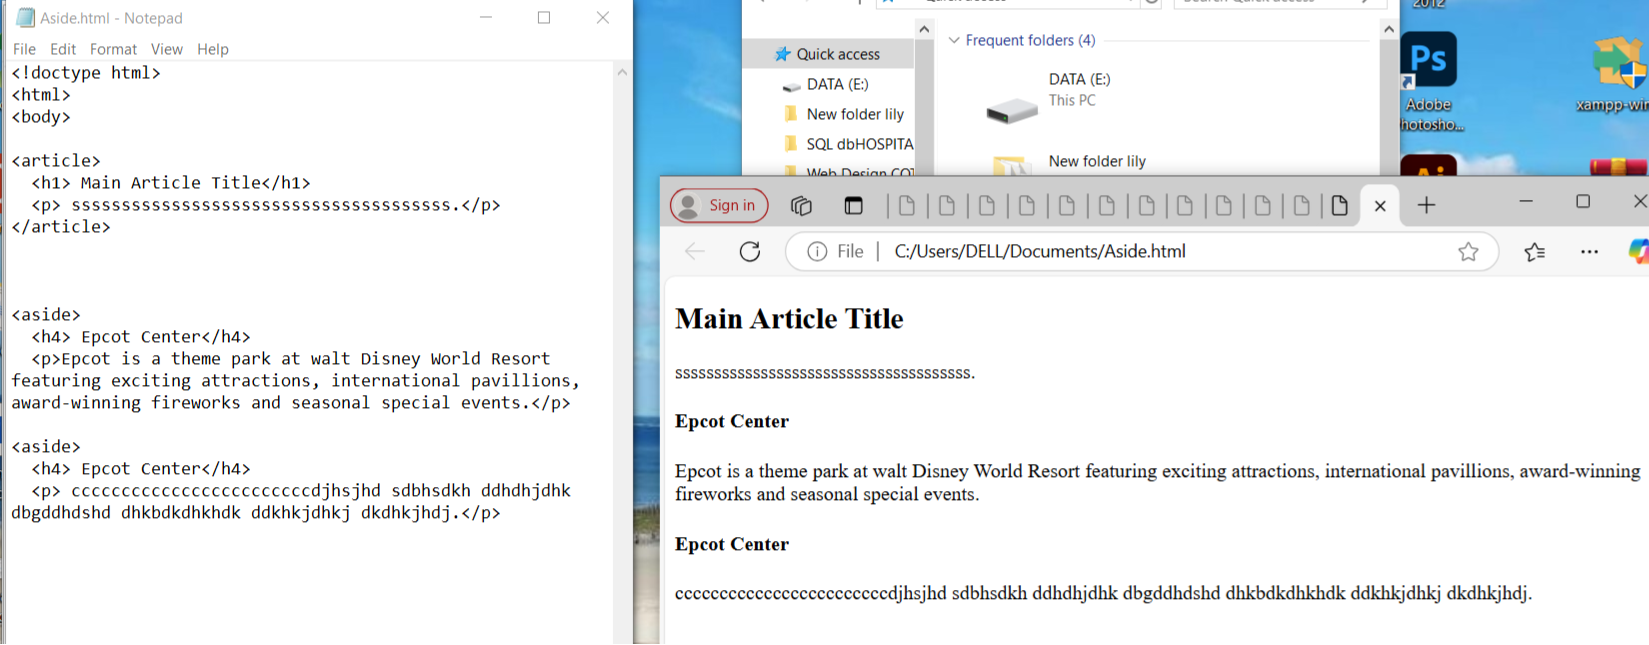 Aside.html - Notepad
File Edit Format View Help
<!doctype html>
<html>
<body>
<article>
<h1> Main Article Title</h1>
<p> ssssssssssssssssssssssssssssssssssssss.</p>
</article>
<aside>
<h4> Epcot Center</h4>
<p>Epcot is a theme park at walt Disney World Resort
featuring exciting attractions, international pavillions,
award-winning fireworks and seasonal special events.</p>
<aside>
<h4> Epcot Center</h4>
<p> ccccccccccccccccccccccccdjhsjhd sdbhsdkh ddhdhjdhk
dbgddhdshd dhkbdkdhkhdk ddkhkjdhkj dkdhkjhdj.</p>
Quick access
DATA (E:)
New folder lily
SQL dbHOSPITA
Web Design COT
Frequent folders (4)
DATA (E:)
This PC
New folder lily
2012
Ps
Adobe
hotosho...
xampp-win
Ai
Sign in
File
C:/Users/DELL/Documents/Aside.html
Main Article Title
ssssssssssssssssssssssssssssssssssssss.
Epcot Center
Epcot is a theme park at walt Disney World Resort featuring exciting attractions, international pavillions, award-winning
fireworks and seasonal special events.
Epcot Center
ccccccccccccccccccccccccdjhsjhd sdbhsdkh ddhdhjdhk dbgddhdshd dhkbdkdhkhdk ddkhkjdhkj dkdhkjhdj.